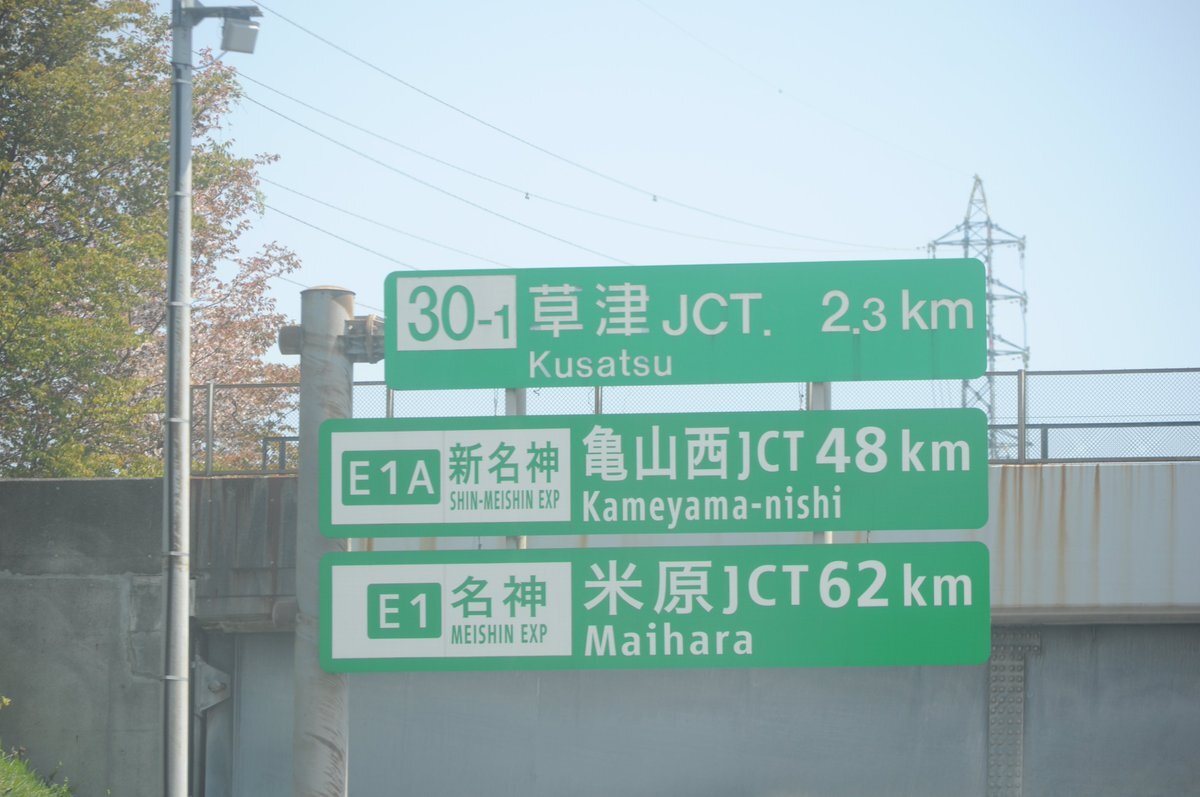 30-1 草津 JCT. 2.3 km
Kusatsu
E1A 新名神 亀山西JCT 48 km
SHIN-MEISHIN EXP Kameyama-nishi
E1 名神 米原JCT 62 km
MEISHIN EXP Maihara